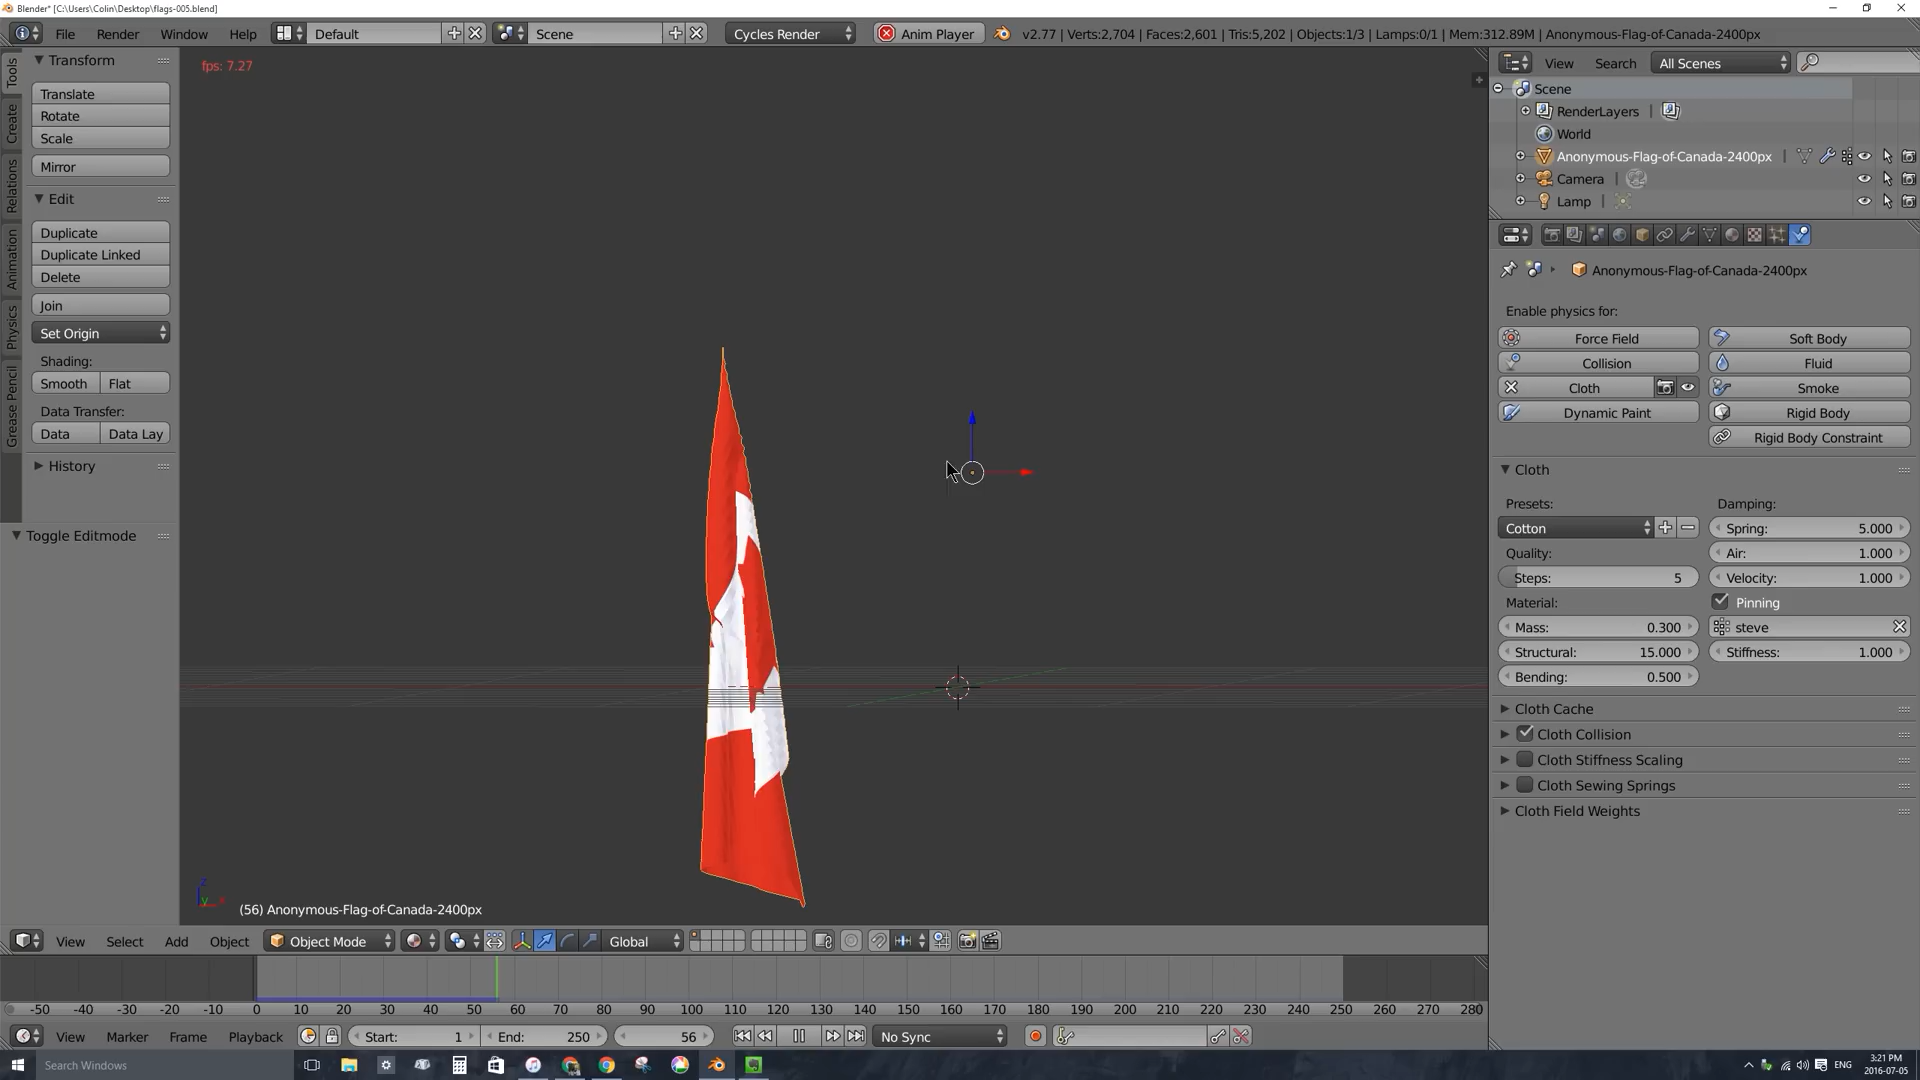 Blender* [C:\Users\Colin\Desktop\flags-005.blend]
File Render Window Help Default Scene Cycles Render Anim Player v2.77 | Verts:2,704 | Faces:2,601 | Tris:5,202 | Objects:1/3 | Lamps:0/1 | Mem:312.89M | Anonymous-Flag-of-Canada-2400px
Tools
Create
Relations
Animation
Physics
Grease Pencil
Transform
Translate
Rotate
Scale
Mirror
Edit
Duplicate
Duplicate Linked
Delete
Join
Set Origin
Shading:
Smooth Flat
Data Transfer:
Data Data Lay
History
Toggle Editmode
fps: 7.27
z
y
x
(56) Anonymous-Flag-of-Canada-2400px
View Search All Scenes
Scene
RenderLayers |
World
Anonymous-Flag-of-Canada-2400px |
Camera |
Lamp |
Anonymous-Flag-of-Canada-2400px
Enable physics for:
Force Field Soft Body
Collision Fluid
Cloth Smoke
Dynamic Paint Rigid Body
Rigid Body Constraint
Cloth
Presets: Damping:
Cotton Spring: 5.000
Quality: Air: 1.000
Steps: 5 Velocity: 1.000
Material: Pinning
Mass: 0.300 steve
Structural: 15.000 Stiffness: 1.000
Bending: 0.500
Cloth Cache
Cloth Collision
Cloth Stiffness Scaling
Cloth Sewing Springs
Cloth Field Weights
View Select Add Object Object Mode Global
-50 -40 -30 -20 -10 0 10 20 30 40 50 60 70 80 90 100 110 120 130 140 150 160 170 180 190 200 210 220 230 240 250 260 270 280
View Marker Frame Playback Start: 1 End: 250 56 No Sync
Search Windows
ENG
3:21 PM
2016-07-05